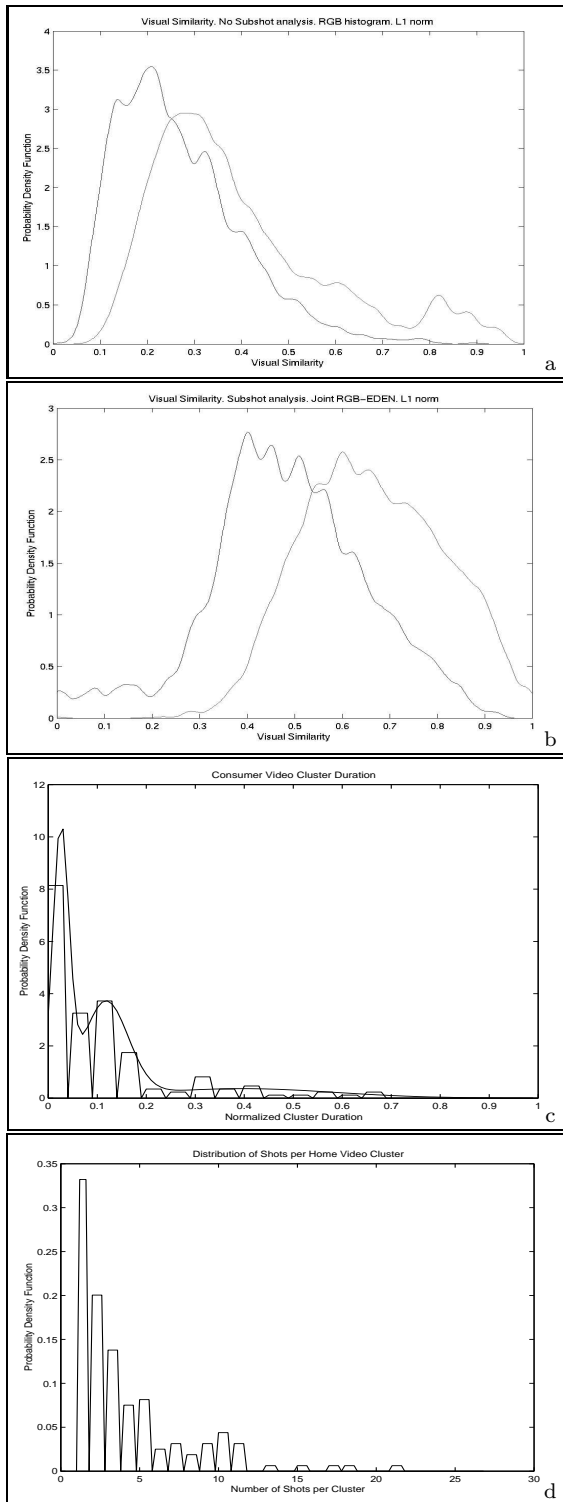 Visual Similarity. No Subshot analysis. RGB histogram. L1 norm
4
3.5
3
2.5
2
1.5
1
0.5
0
Probability Density Function
0 0.1 0.2 0.3 0.4 0.5 0.6 0.7 0.8 0.9 1
Visual Similarity
a
Visual Similarity. Subshot analysis. Joint RGB-EDEN. L1 norm
3
2.5
2
1.5
1
0.5
0
Probability Density Function
0 0.1 0.2 0.3 0.4 0.5 0.6 0.7 0.8 0.9 1
Visual Similarity
b
Consumer Video Cluster Duration
12
10
8
6
4
2
0
Probability Density Function
0 0.1 0.2 0.3 0.4 0.5 0.6 0.7 0.8 0.9 1
Normalized Cluster Duration
c
Distribution of Shots per Home Video Cluster
0.35
0.3
0.25
0.2
0.15
0.1
0.05
0
Probability Density Function
0 5 10 15 20 25 30
Number of Shots per Cluster
d